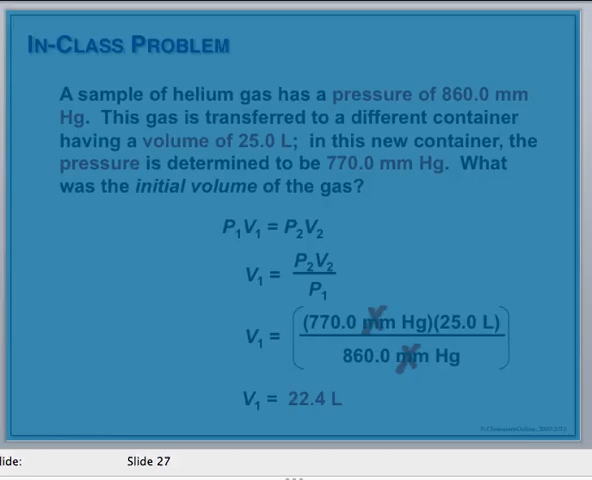 IN-CLASS PROBLEM
A sample of helium gas has a pressure of 860.0 mm
Hg. This gas is transferred to a different container
having a volume of 25.0 L; in this new container, the
pressure is determined to be 770.0 mm Hg. What
was the initial volume of the gas?
P₁V₁ = P₂V₂
V₁ = P₂V₂
P₁
V₁ = (770.0 mm Hg)(25.0 L)
860.0 mm Hg
V₁ = 22.4 L
lide: Slide 27